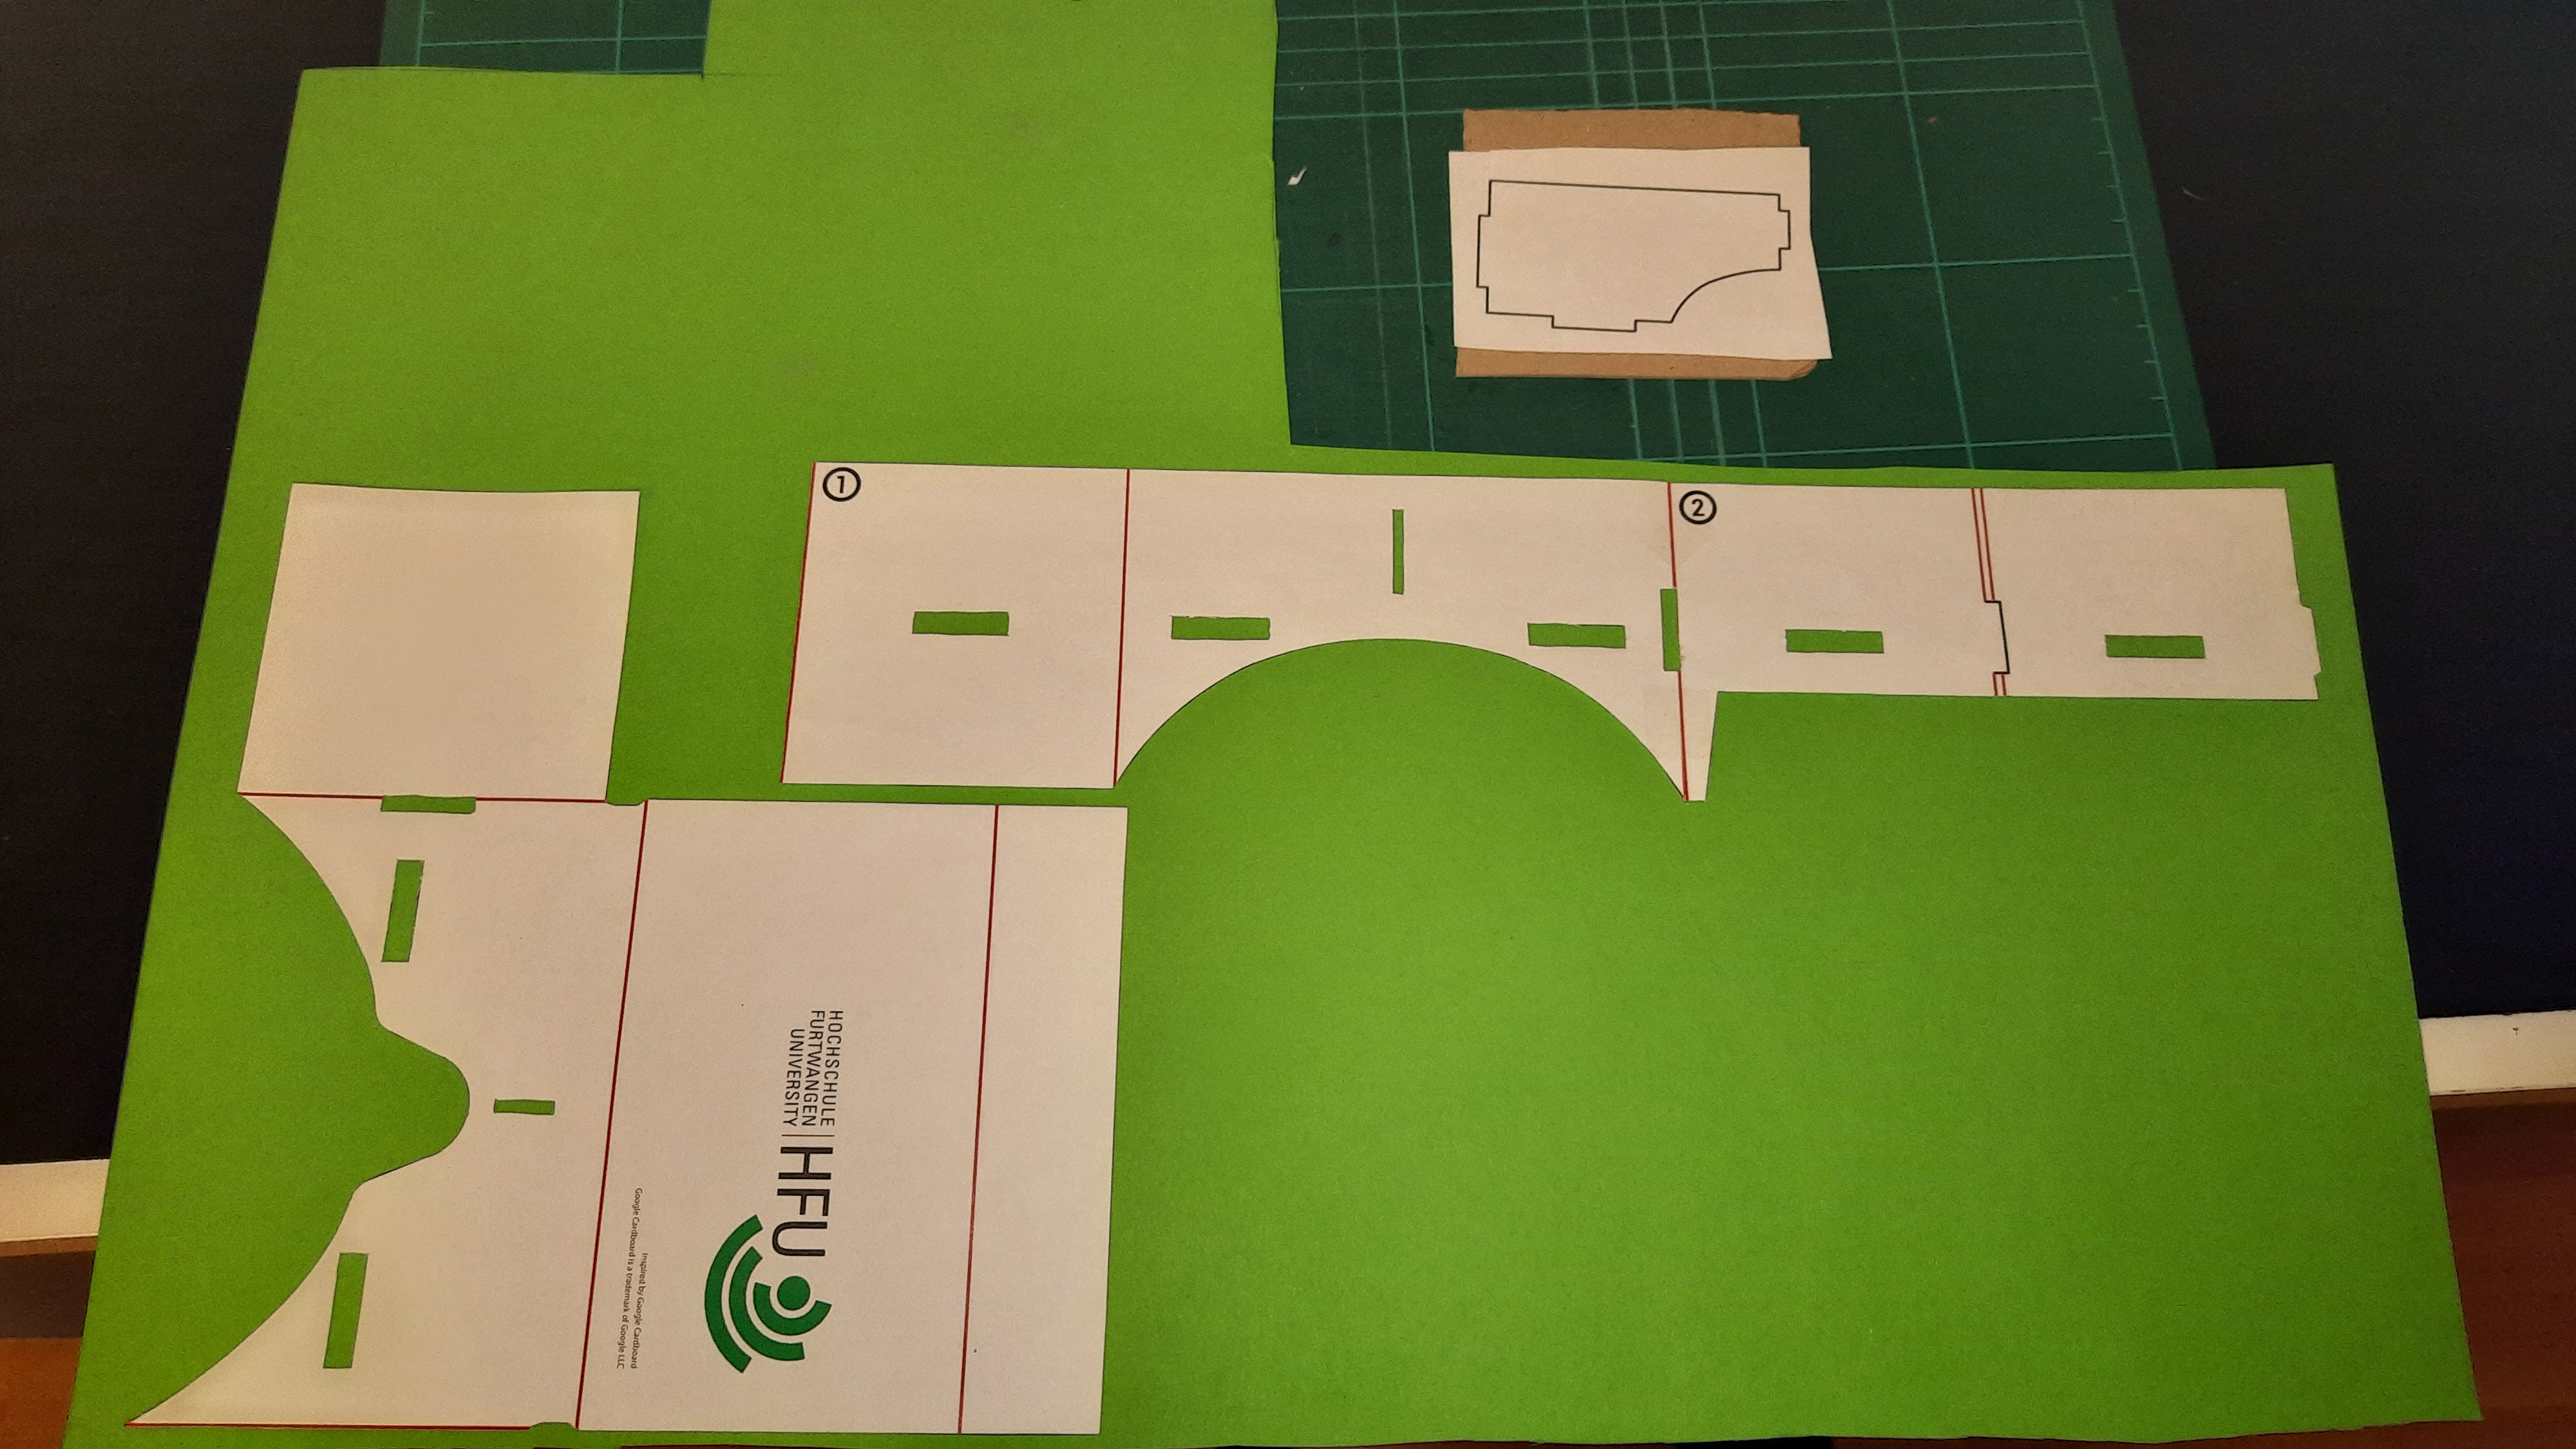 1
2
HOCHSCHULE
FURTWANGEN
UNIVERSITY
HFU
Inspired by Google Cardboard
Google Cardboard is a trademark of Google LLC